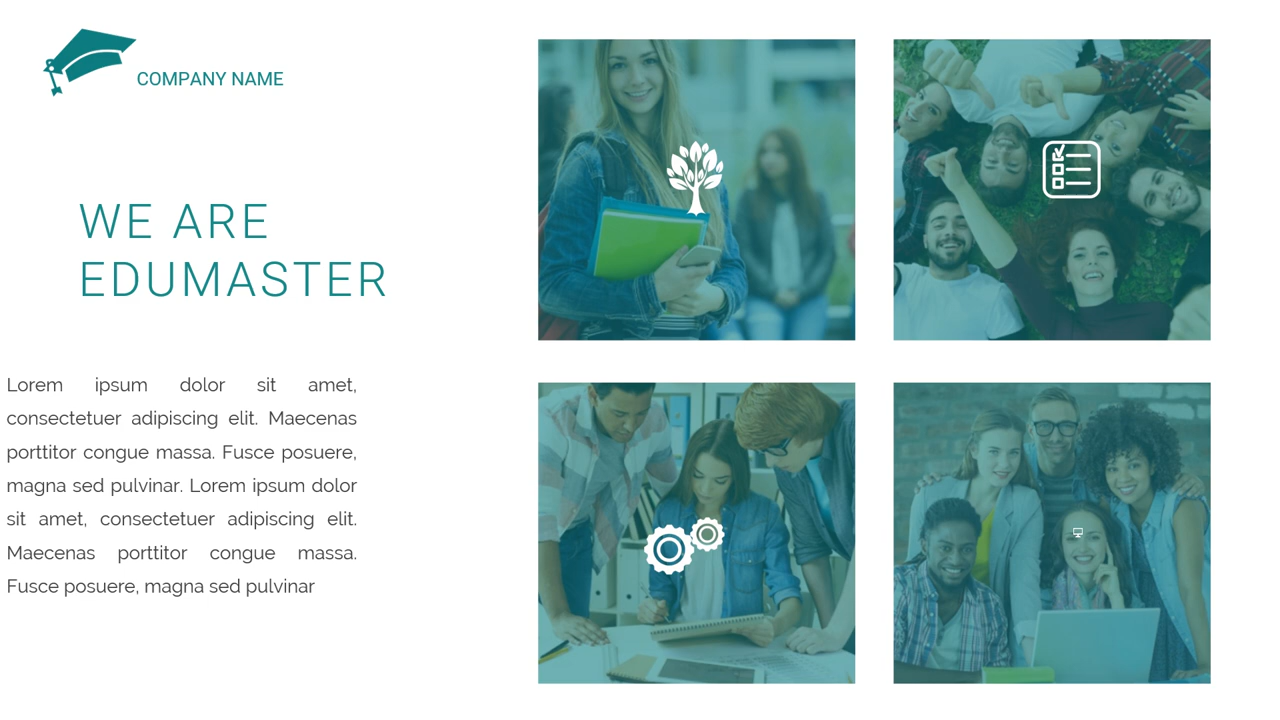 COMPANY NAME
WE ARE
EDUMASTER
Lorem ipsum dolor sit amet,
consectetuer adipiscing elit. Maecenas
porttitor congue massa. Fusce posuere,
magna sed pulvinar. Lorem ipsum dolor
sit amet, consectetuer adipiscing elit.
Maecenas porttitor congue massa.
Fusce posuere, magna sed pulvinar